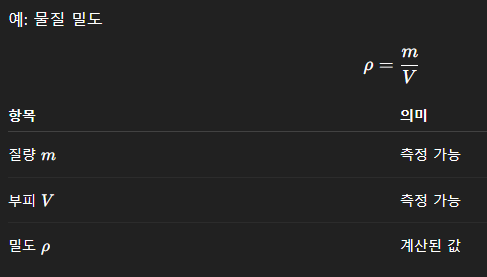 예: 물질 밀도
ρ = m/V
항목 의미
질량 m 측정 가능
부피 V 측정 가능
밀도 ρ 계산된 값